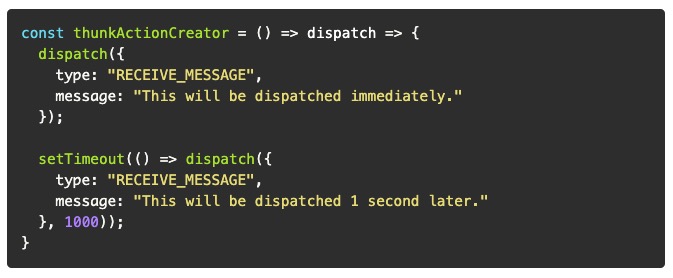 const thunkActionCreator = () => dispatch => {
  dispatch({
    type: "RECEIVE_MESSAGE",
    message: "This will be dispatched immediately."
  });

  setTimeout(() => dispatch({
    type: "RECEIVE_MESSAGE",
    message: "This will be dispatched 1 second later."
  }, 1000));
}